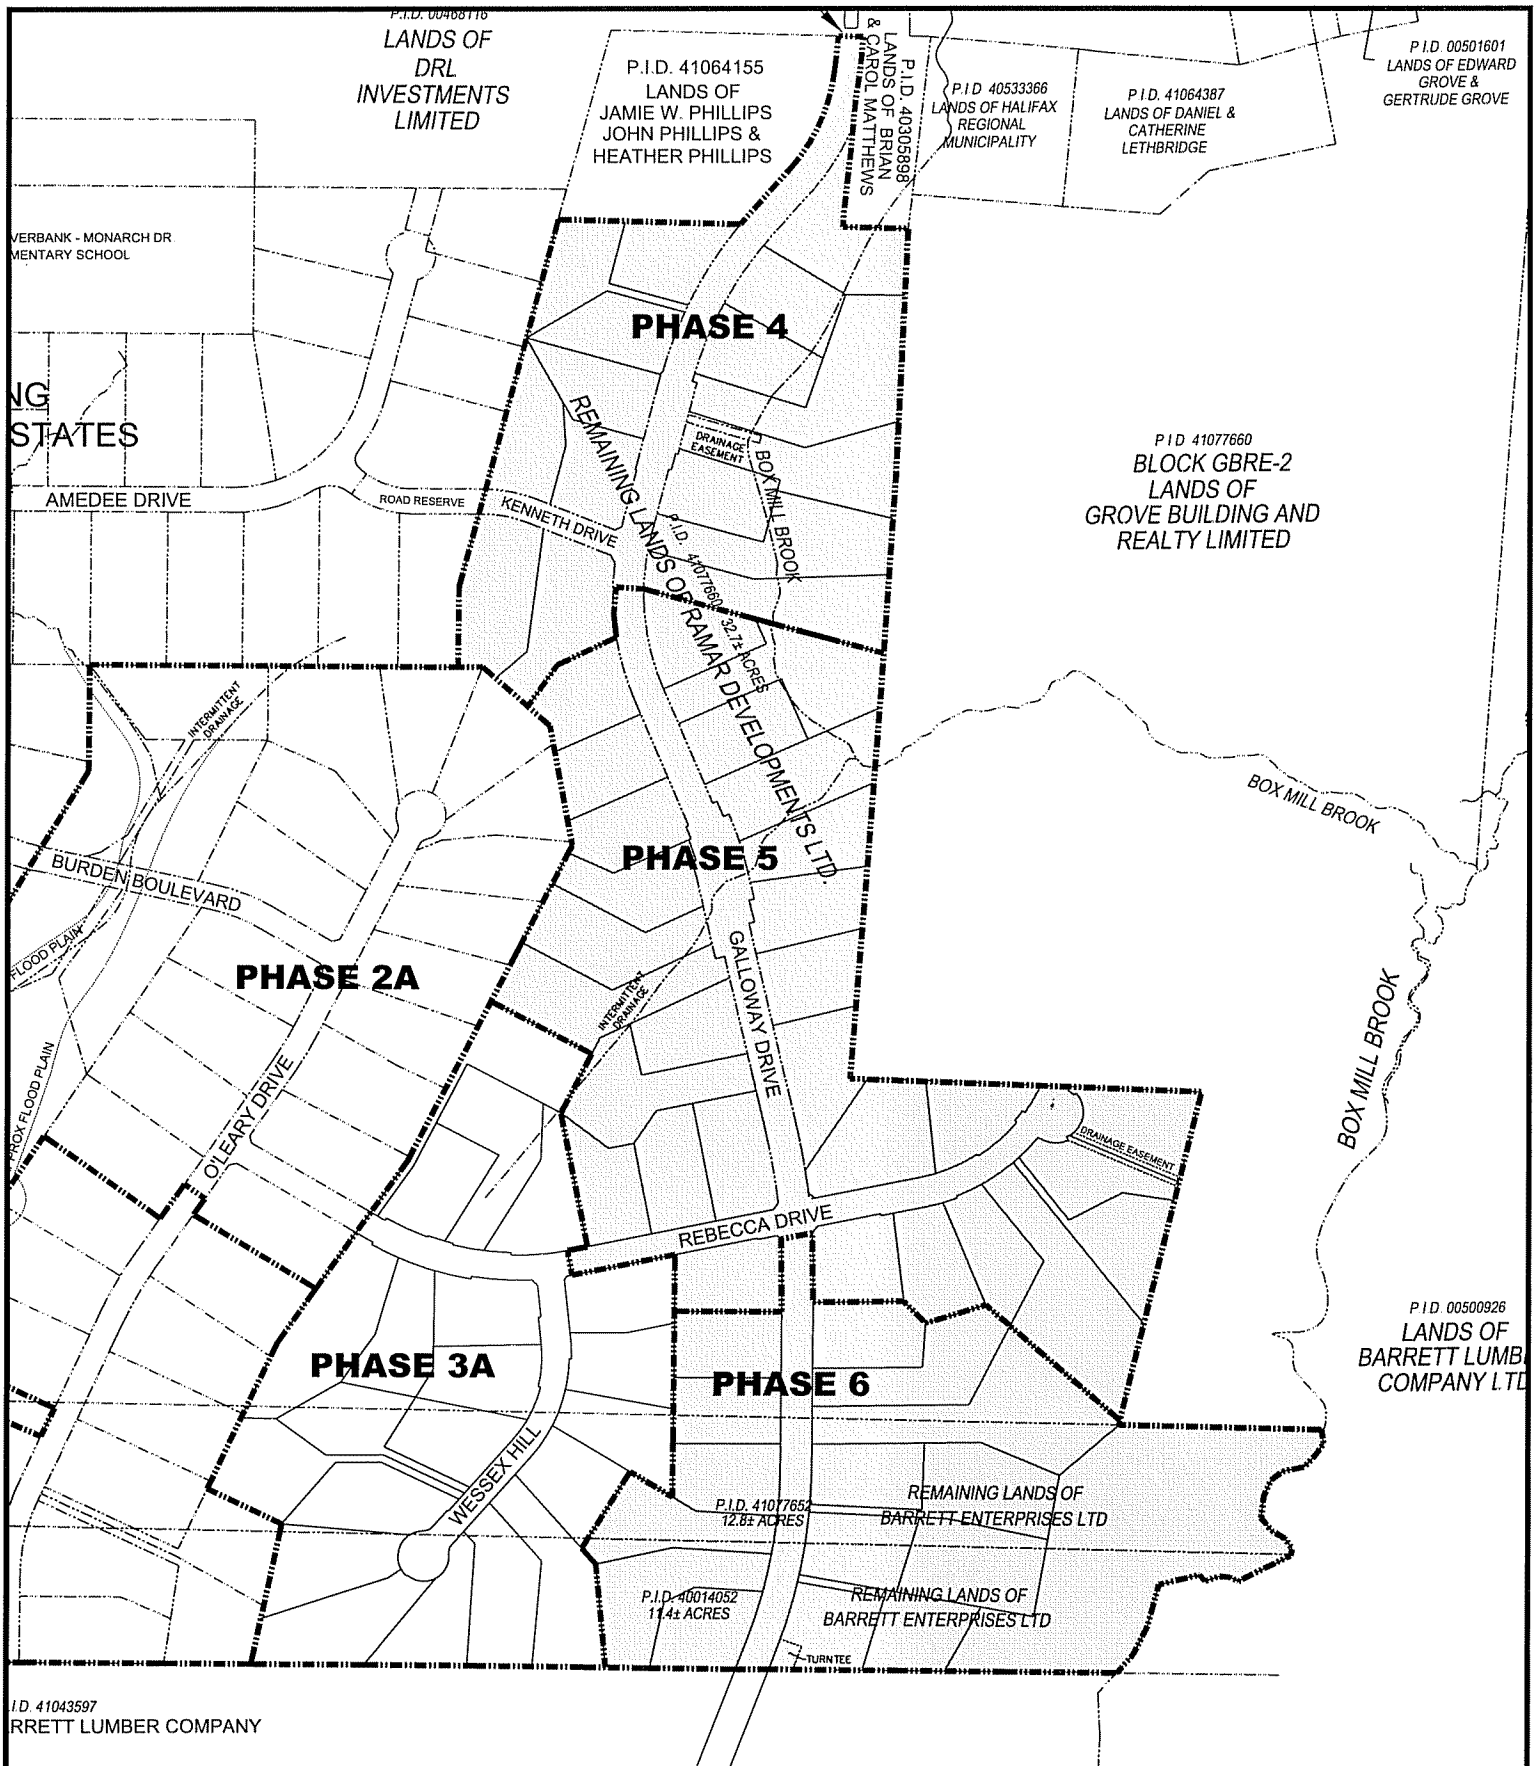 P.I.D. 00468116
LANDS OF
DRL
INVESTMENTS
LIMITED
P.I.D. 41064155
LANDS OF
JAMIE W. PHILLIPS
JOHN PHILLIPS &
HEATHER PHILLIPS
P.I.D. 40305898
LANDS OF BRIAN
& CAROL MATTHEWS
P.I.D 40533366
LANDS OF HALIFAX
REGIONAL
MUNICIPALITY
P.I.D. 41064387
LANDS OF DANIEL &
CATHERINE
LETHBRIDGE
P.I.D. 00501601
LANDS OF EDWARD
GROVE &
GERTRUDE GROVE
VERBANK - MONARCH DR
MENTARY SCHOOL
PHASE 4
NG
STATES
REMAINING LANDS OF RAMAR DEVELOPMENTS LTD.
P.I.D. 41077660 32.7± ACRES
DRAINAGE
EASEMENT
BOX MILL BROOK
P I D 41077660
BLOCK GBRE-2
LANDS OF
GROVE BUILDING AND
REALTY LIMITED
AMEDEE DRIVE
ROAD RESERVE
KENNETH DRIVE
INTERMITTENT
DRAINAGE
BOX MILL BROOK
BURDEN BOULEVARD
PHASE 5
FLOOD PLAIN
PHASE 2A
GALLOWAY DRIVE
INTERMITTENT
DRAINAGE
BOX MILL BROOK
PROX FLOOD PLAIN
O'LEARY DRIVE
DRAINAGE EASEMENT
REBECCA DRIVE
P I D. 00500926
LANDS OF
BARRETT LUMB
COMPANY LTD
PHASE 3A
PHASE 6
WESSEX HILL
P.I.D. 41077652
12.8± ACRES
REMAINING LANDS OF
BARRETT ENTERPRISES LTD
P.I.D. 40014052
11.4± ACRES
REMAINING LANDS OF
BARRETT ENTERPRISES LTD
TURN TEE
.I.D. 41043597
RRETT LUMBER COMPANY